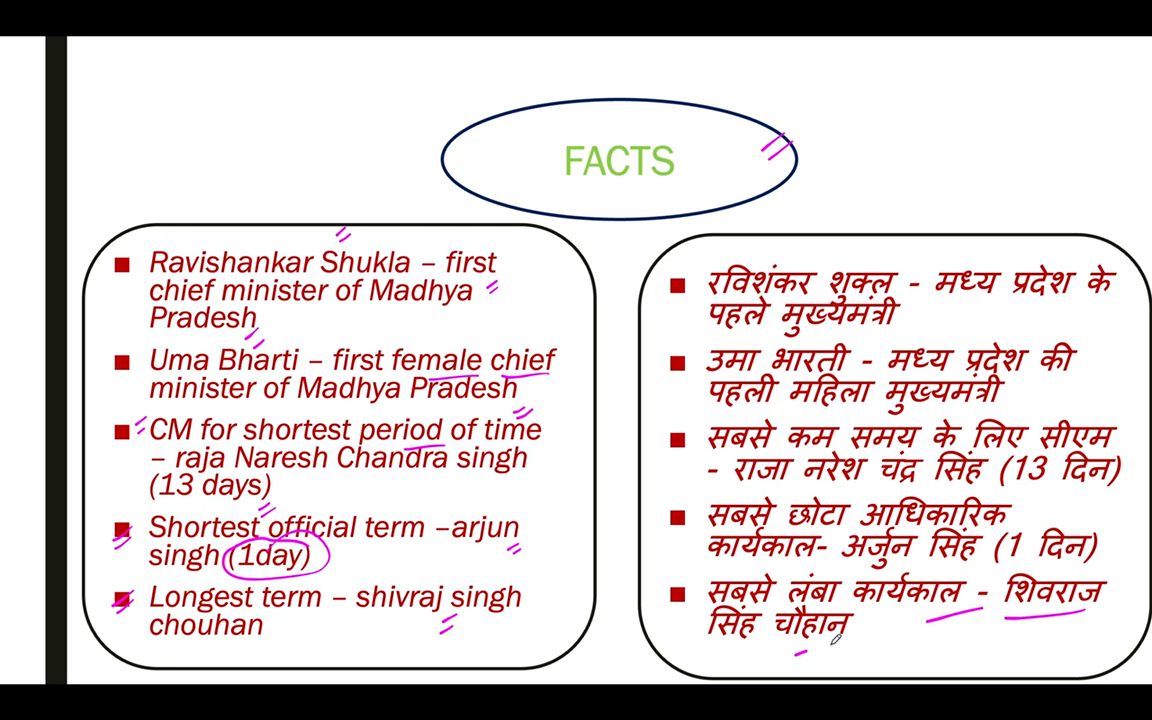 FACTS
Ravishankar Shukla – first
chief minister of Madhya
Pradesh
Uma Bharti – first female chief
minister of Madhya Pradesh
CM for shortest period of time
– raja Naresh Chandra singh
(13 days)
Shortest official term –arjun
singh (1day)
Longest term – shivraj singh
chouhan
रविशंकर शुक्ल - मध्य प्रदेश के
पहले मुख्यमंत्री
उमा भारती - मध्य प्रदेश की
पहली महिला मुख्यमंत्री
सबसे कम समय के लिए सीएम
- राजा नरेश चंद्र सिंह (13 दिन)
सबसे छोटा आधिकारिक
कार्यकाल- अर्जुन सिंह (1 दिन)
सबसे लंबा कार्यकाल - शिवराज
सिंह चौहान